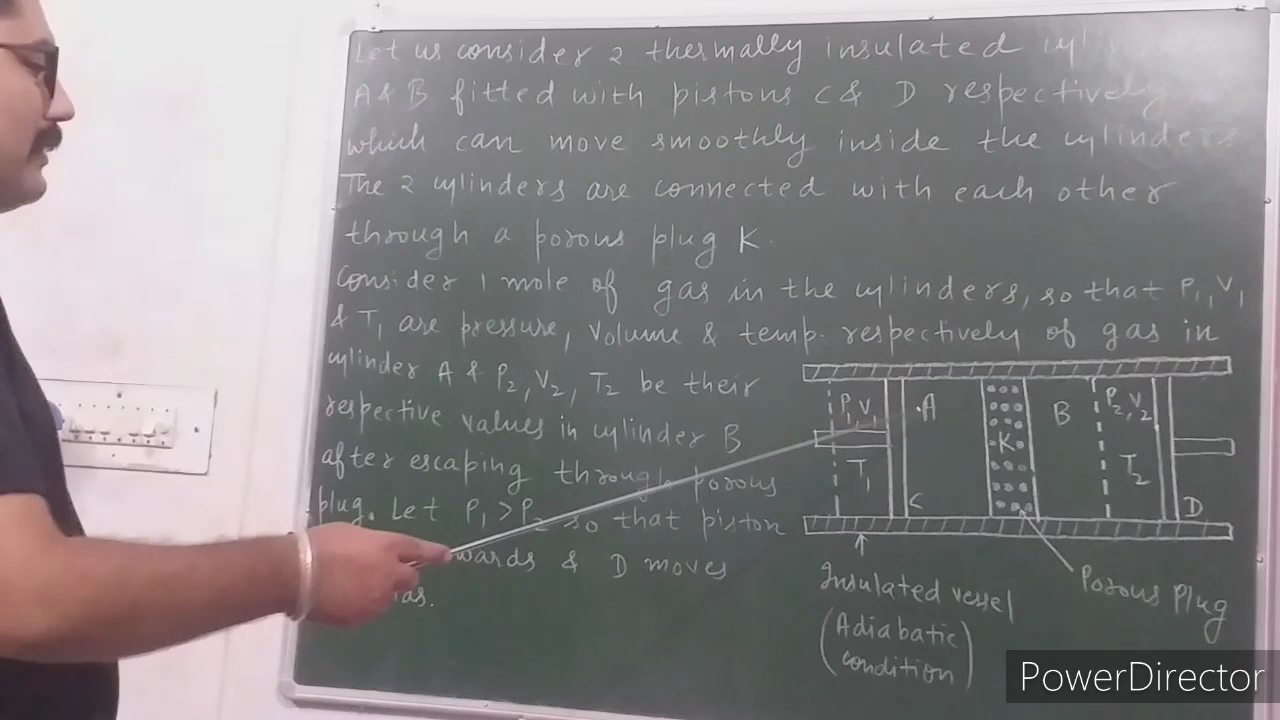 Let us consider 2 thermally insulated
A & B fitted with pistons C & D respectively
which can move smoothly inside the cylinders
The 2 cylinders are connected with each other
through a porous plug K.
Consider 1 mole of gas in the cylinders, so that P₁, V₁
& T₁ are pressure, Volume & temp. respectively of gas in
cylinder A & P₂, V₂, T₂ be their
respective values in cylinder B
after escaping through porous
plug. Let P₁ > P₂ so that piston
& D moves
P₁ V₁
T₁
A
C
K
B
P₂, V₂
T₂
D
Insulated vessel
(Adiabatic
condition)
Porous Plug
PowerDirector